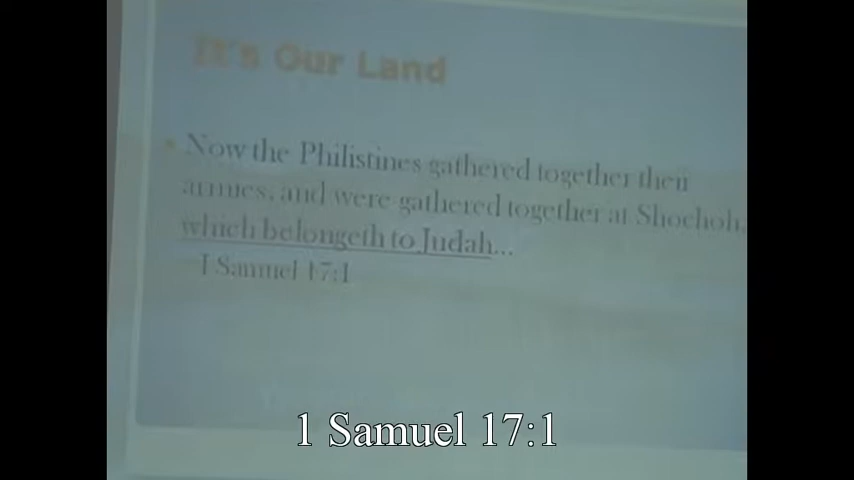 It's Our Land
Now the Philistines gathered together their
armies, and were gathered together at Shochoh,
which belongeth to Judah...
I Samuel 17:1
1 Samuel 17:1